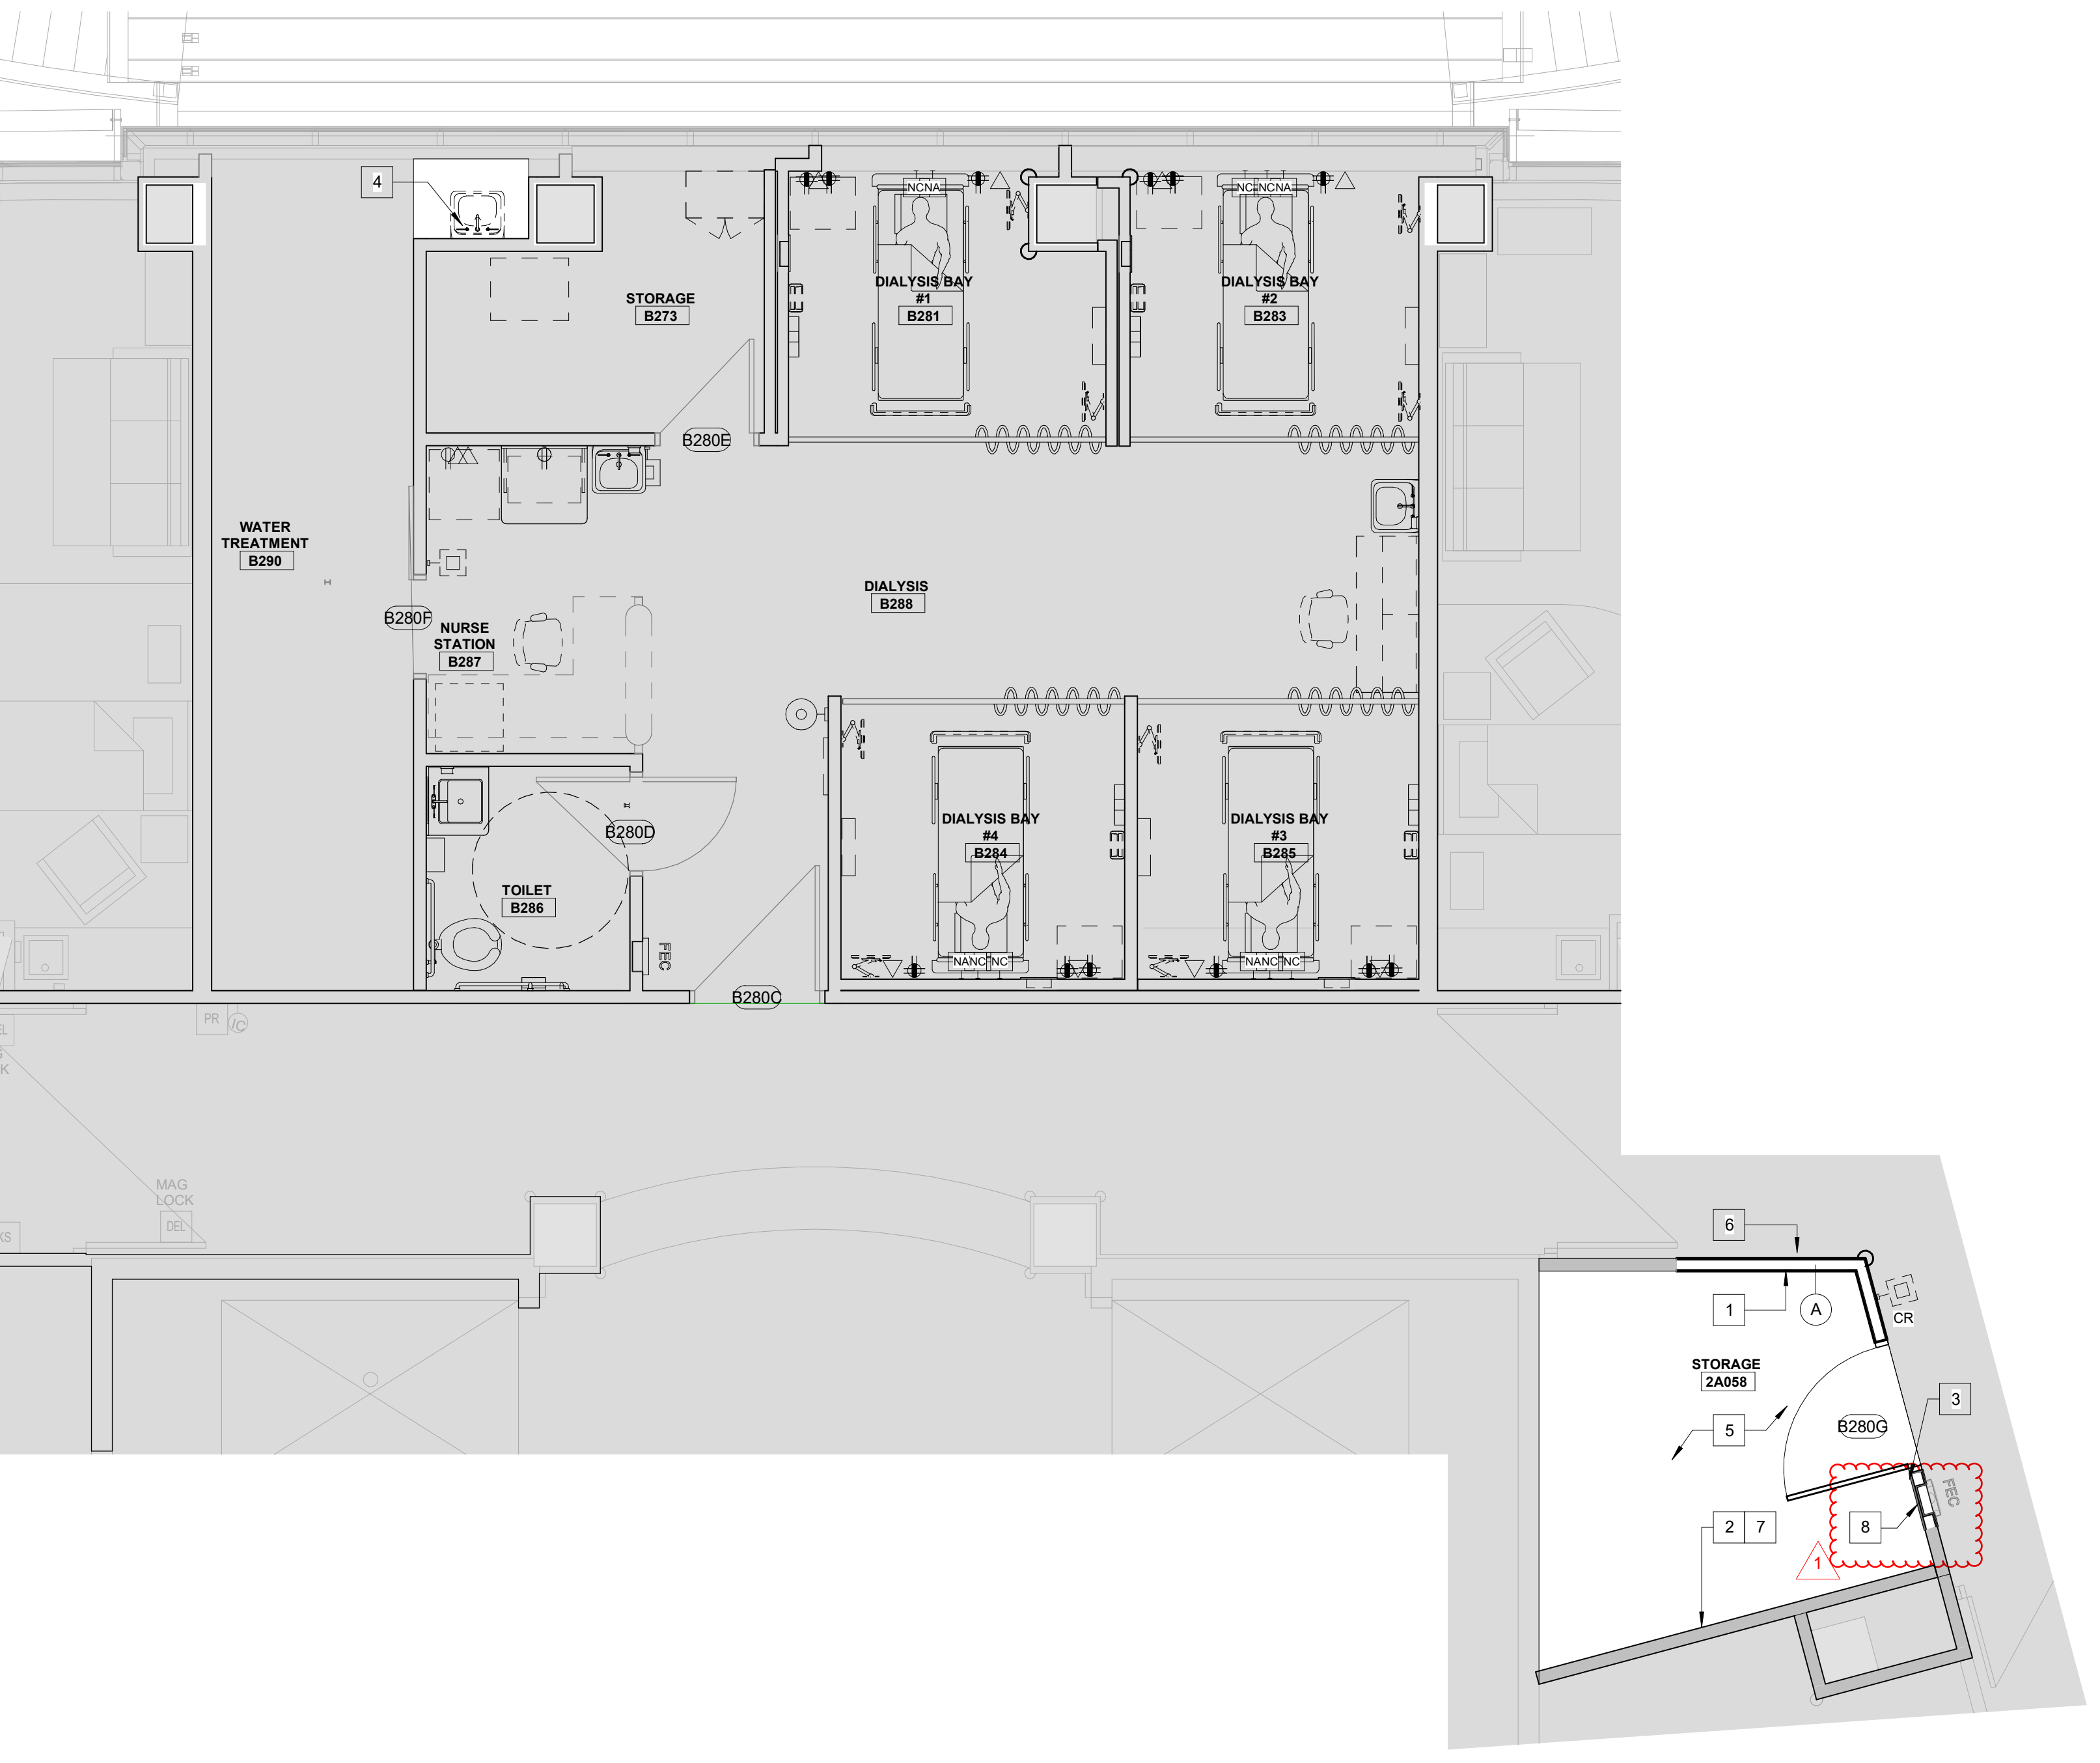 4
NCNA
NC NCNA
STORAGE
B273
DIALYSIS BAY
#1
B281
DIALYSIS BAY
#2
B283
B280E
WATER
TREATMENT
B290
DIALYSIS
B288
B280F
NURSE
STATION
B287
B280D
DIALYSIS BAY
#4
B284
DIALYSIS BAY
#3
B285
TOILET
B286
FEC
NANC NC
NANC NC
B280C
PR
IC
EL
K
MAG
LOCK
DEL
KS
6
1
A
CR
STORAGE
2A058
3
5
B280G
FEC
2 7
8
1